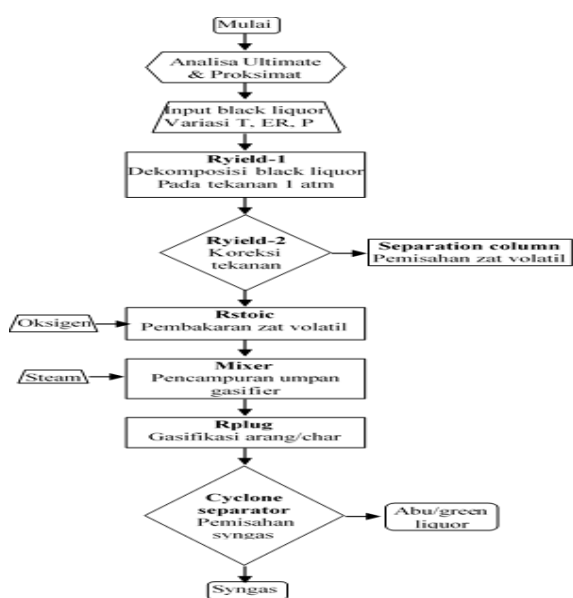 Mulai
Analisa Ultimate
& Proksimat
Input black liquor
Variasi T, ER, P
Ryield-1
Dekomposisi black liquor
Pada tekanan 1 atm
Ryield-2
Koreksi
tekanan
Separation column
Pemisahan zat volatil
Oksigen
Rstoic
Pembakaran zat volatil
Steam
Mixer
Pencampuran umpan
gasifier
Rplug
Gasifikasi arang/char
Cyclone
separator
Pemisahan
syngas
Abu/green
liquor
Syngas